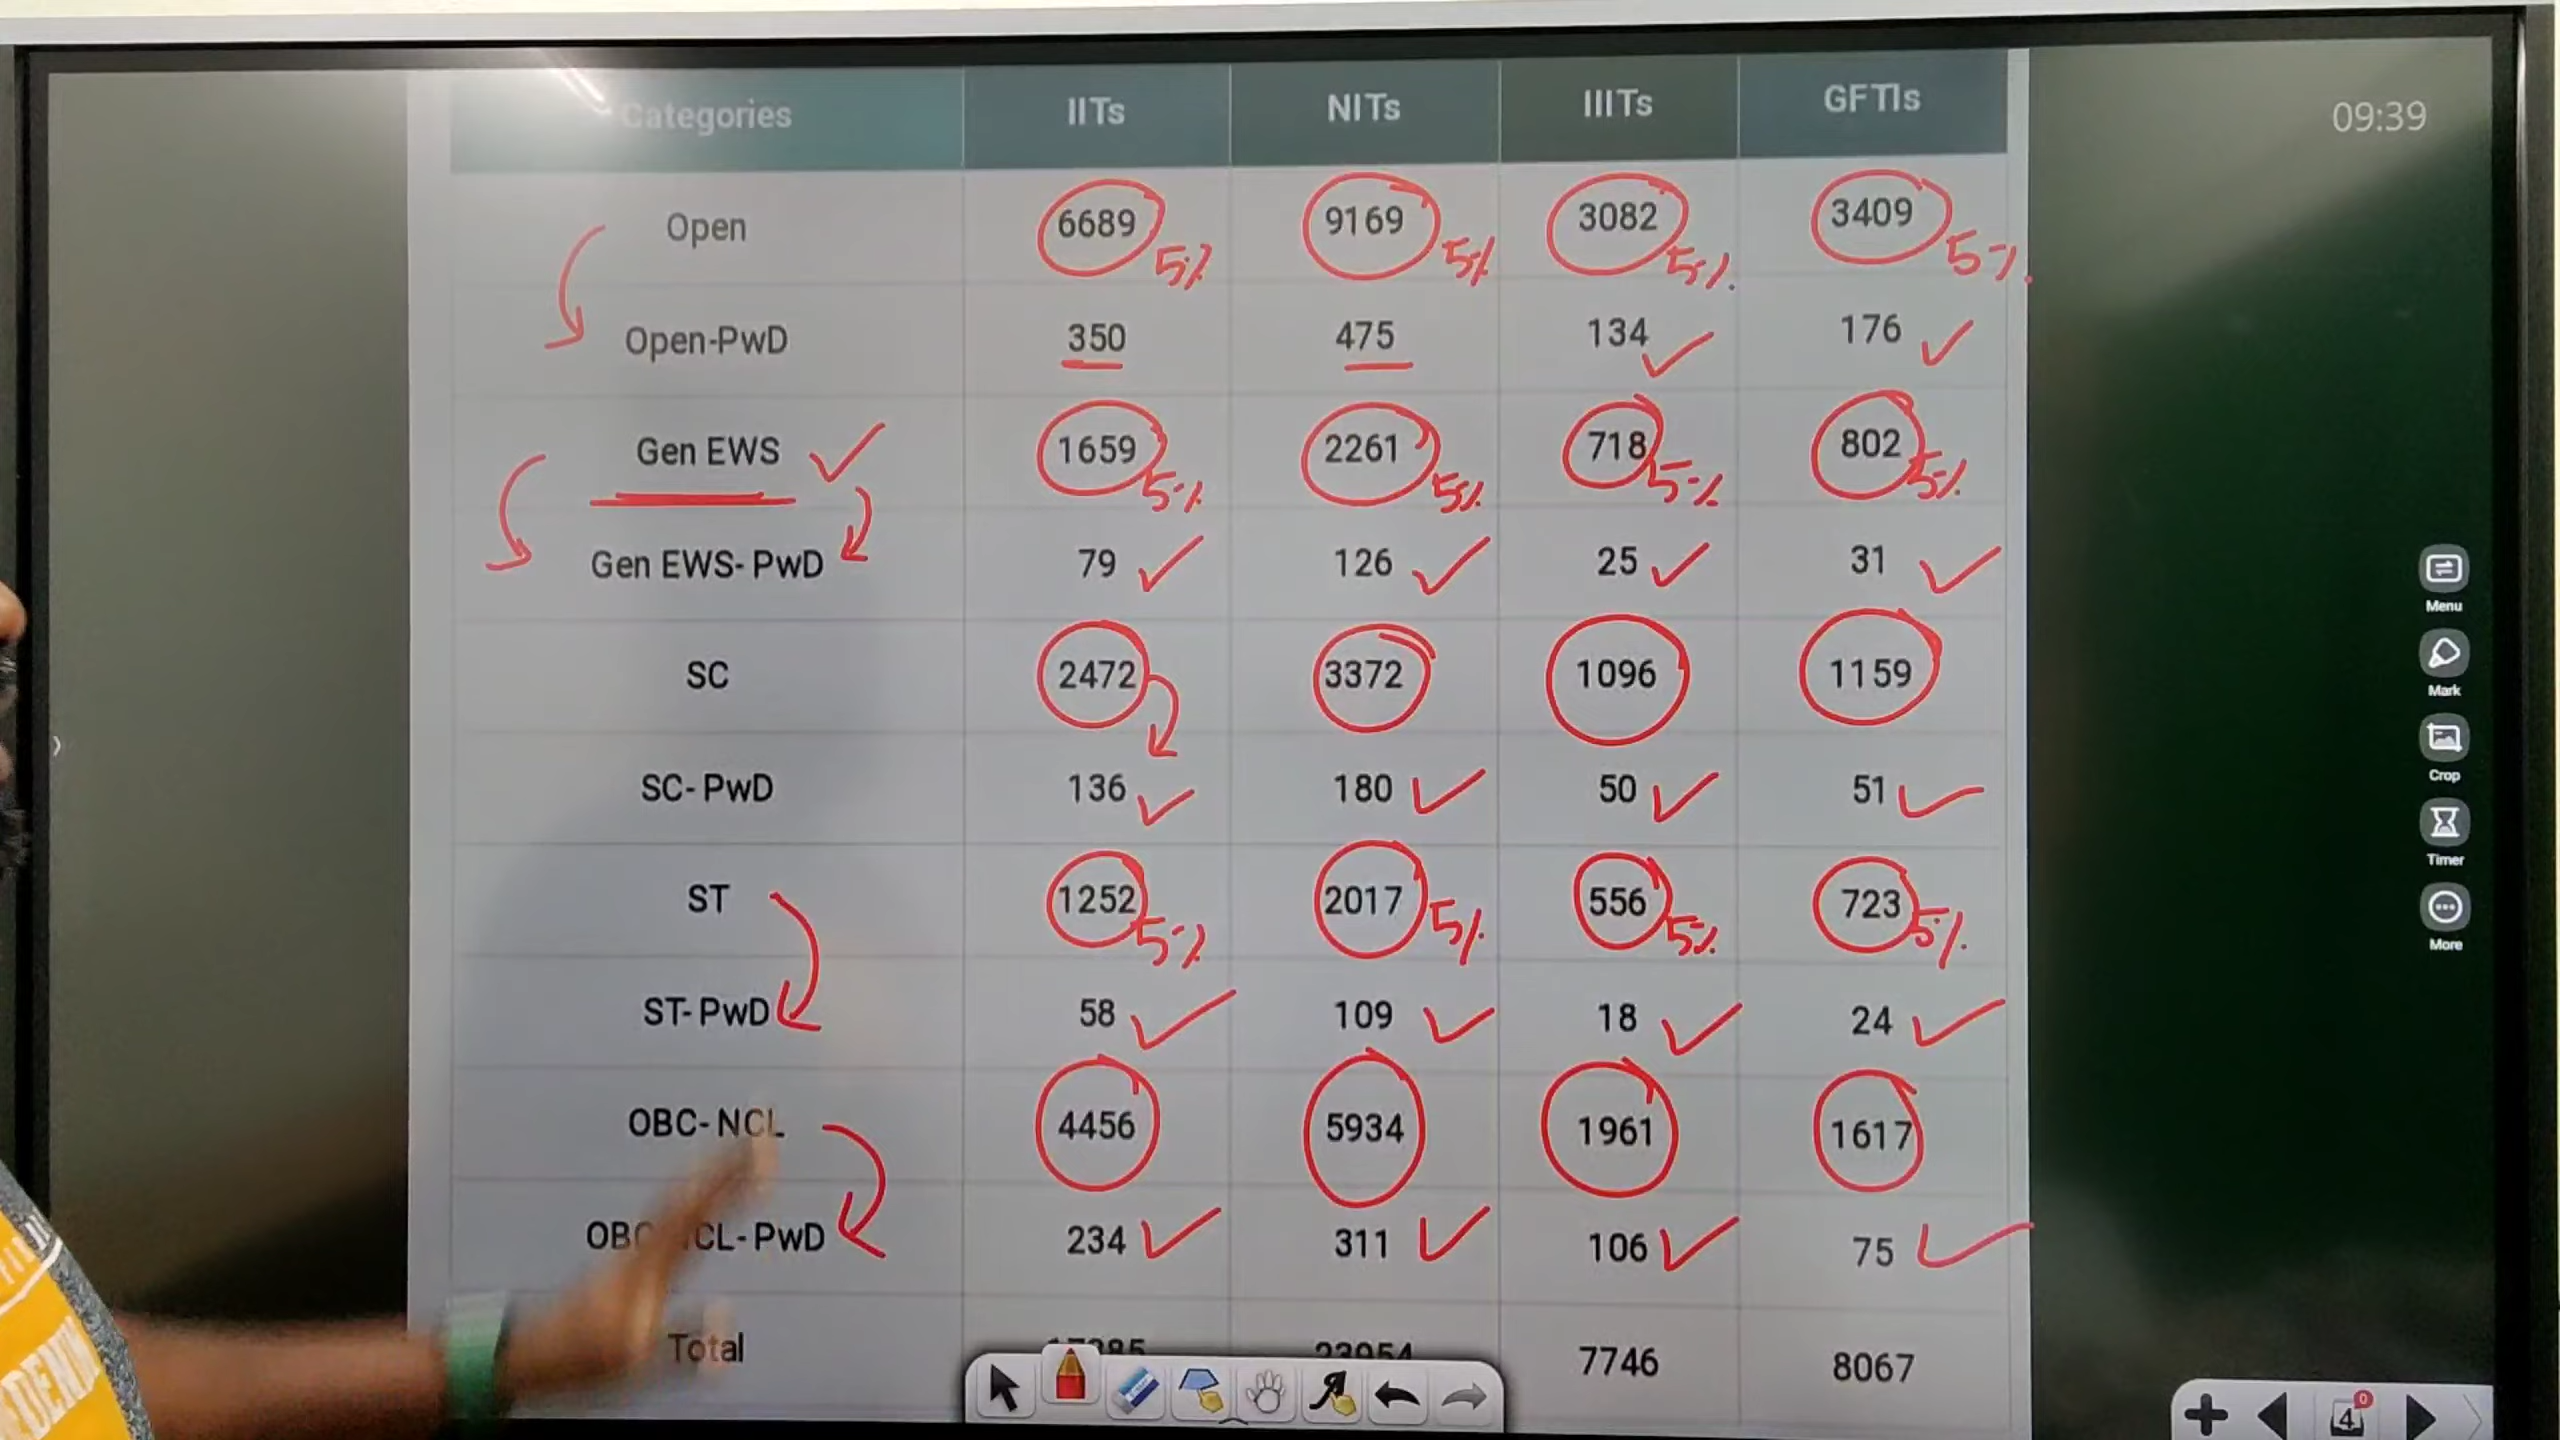 Categories IITs NITs IIITs GFTIs
09:39
Open 6689 5% 9169 5% 3082 5% 3409 5%
Open-PwD 350 475 134 176
Gen EWS 1659 5% 2261 5% 718 5% 802 5%
Gen EWS- PwD 79 126 25 31
SC 2472 3372 1096 1159
SC- PwD 136 180 50 51
ST 1252 5% 2017 5% 556 5% 723 5%
ST- PwD 58 109 18 24
OBC- NCL 4456 5934 1961 1617
OBC-NCL- PwD 234 311 106 75
Total 23954 7746 8067
Menu
Mark
Crop
Timer
More
4
0